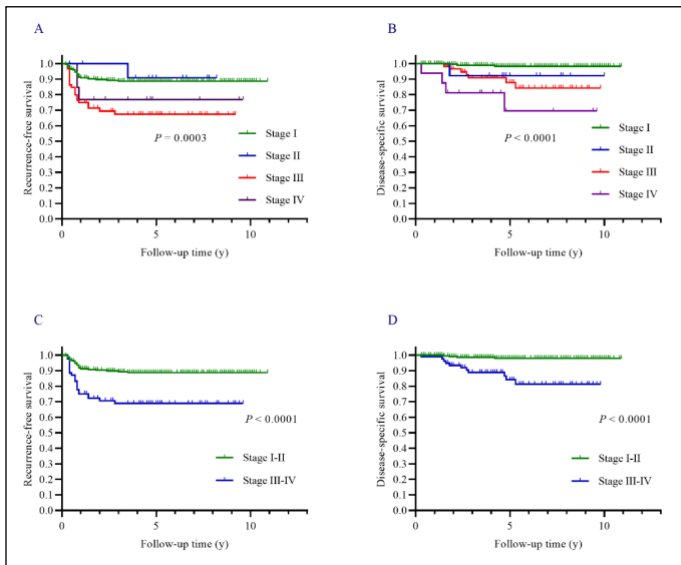 A
Recurrence-free survival
1.0
0.9
0.8
0.7
0.6
0.5
0.4
0.3
0.2
0.1
0.0
0 5 10
Follow-up time (y)
P = 0.0003
Stage I
Stage II
Stage III
Stage IV
B
Disease-specific survival
1.0
0.9
0.8
0.7
0.6
0.5
0.4
0.3
0.2
0.1
0.0
0 5 10
Follow-up time (y)
P < 0.0001
Stage I
Stage II
Stage III
Stage IV
C
Recurrence-free survival
1.0
0.9
0.8
0.7
0.6
0.5
0.4
0.3
0.2
0.1
0.0
0 5 10
Follow-up time (y)
P < 0.0001
Stage I-II
Stage III-IV
D
Disease-specific survival
1.0
0.9
0.8
0.7
0.6
0.5
0.4
0.3
0.2
0.1
0.0
0 5 10
Follow-up time (y)
P < 0.0001
Stage I-II
Stage III-IV